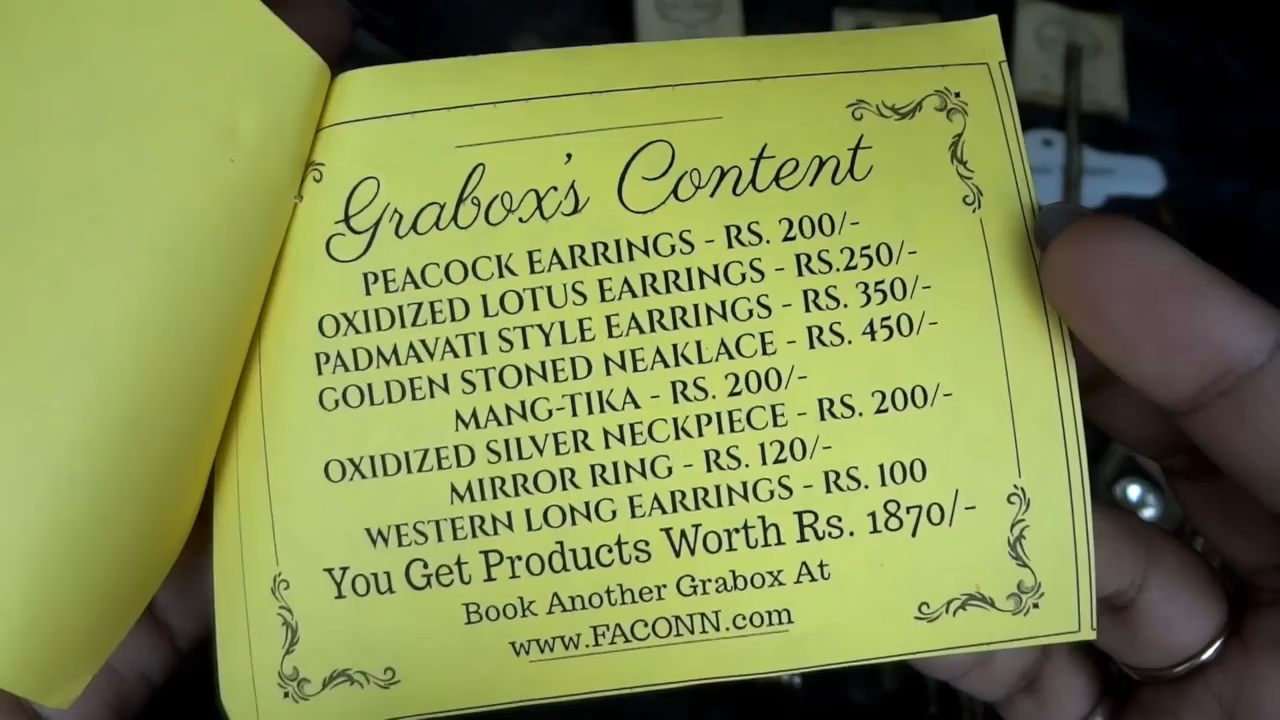 Grabox's Content
PEACOCK EARRINGS - RS. 200/-
OXIDIZED LOTUS EARRINGS - RS.250/-
PADMAVATI STYLE EARRINGS - RS. 350/-
GOLDEN STONED NEAKLACE - RS. 450/-
MANG-TIKA - RS. 200/-
OXIDIZED SILVER NECKPIECE - RS. 200/-
MIRROR RING - RS. 120/-
WESTERN LONG EARRINGS - RS. 100
You Get Products Worth Rs. 1870/-
Book Another Grabox At
www.FACONN.com